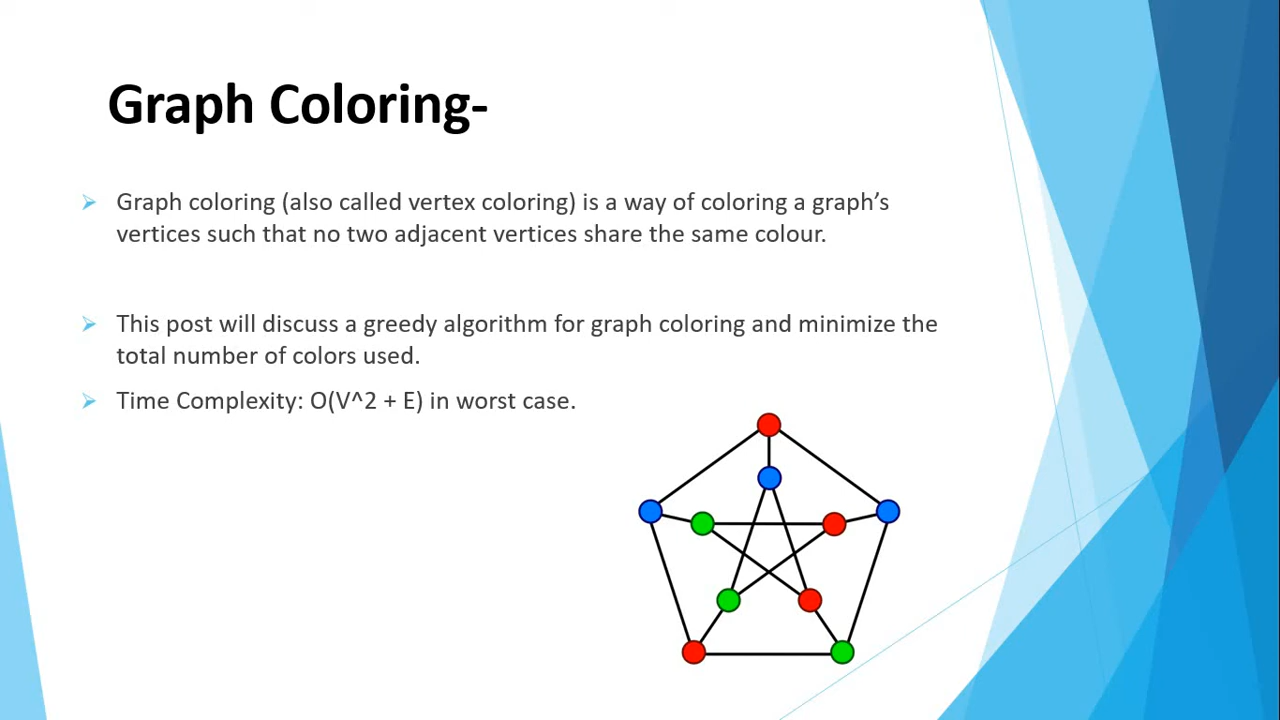 Graph Coloring-
Graph coloring (also called vertex coloring) is a way of coloring a graph’s
vertices such that no two adjacent vertices share the same colour.
This post will discuss a greedy algorithm for graph coloring and minimize the
total number of colors used.
Time Complexity: O(V^2 + E) in worst case.